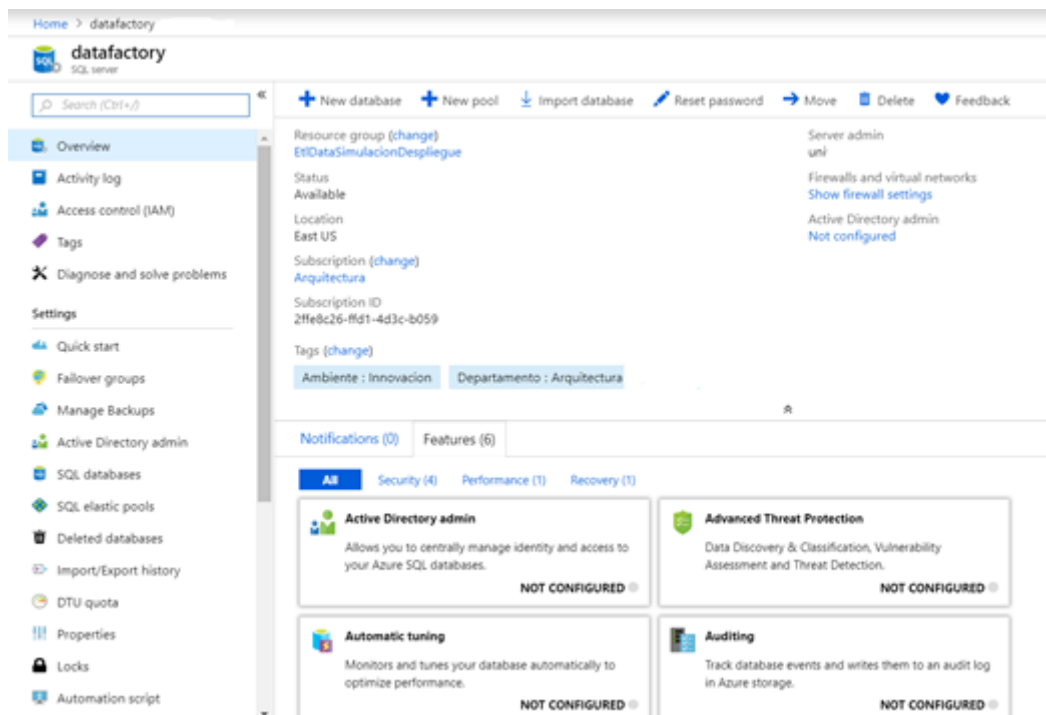 Home > datafactory
datafactory
SQL server
Search (Ctrl+/)
Overview
Activity log
Access control (IAM)
Tags
Diagnose and solve problems
Settings
Quick start
Failover groups
Manage Backups
Active Directory admin
SQL databases
SQL elastic pools
Deleted databases
Import/Export history
DTU quota
Properties
Locks
Automation script
New database New pool Import database Reset password Move Delete Feedback
Resource group (change)
EtlDataSimulacionDespliegue
Status
Available
Location
East US
Subscription (change)
Arquitectura
Subscription ID
2ffe8c26-ffd1-4d3c-b059
Tags (change)
Ambiente : Innovacion Departamento : Arquitectura
Server admin
uni
Firewalls and virtual networks
Show firewall settings
Active Directory admin
Not configured
Notifications (0) Features (6)
All Security (4) Performance (1) Recovery (1)
Active Directory admin
Allows you to centrally manage identity and access to
your Azure SQL databases.
NOT CONFIGURED
Advanced Threat Protection
Data Discovery & Classification, Vulnerability
Assessment and Threat Detection.
NOT CONFIGURED
Automatic tuning
Monitors and tunes your database automatically to
optimize performance.
NOT CONFIGURED
Auditing
Track database events and writes them to an audit log
in Azure storage.
NOT CONFIGURED